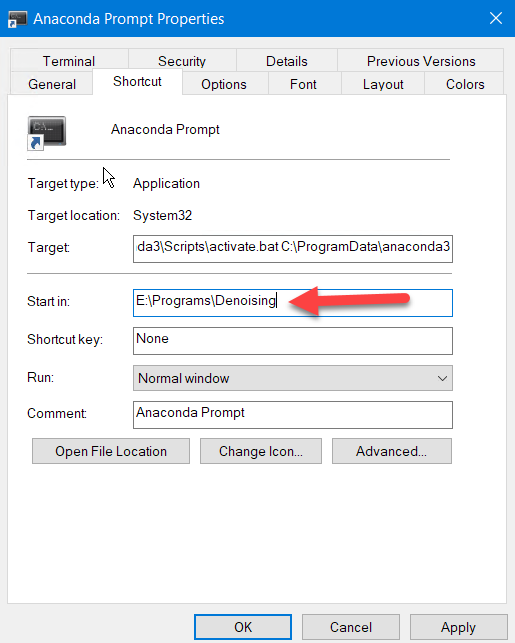 Anaconda Prompt Properties
Terminal Security Details Previous Versions
General Shortcut Options Font Layout Colors
C:\...
Anaconda Prompt
Target type: Application
Target location: System32
Target: da3\Scripts\activate.bat C:\ProgramData\anaconda3
Start in: E:\Programs\Denoising
Shortcut key: None
Run: Normal window
Comment: Anaconda Prompt
Open File Location Change Icon... Advanced...
OK Cancel Apply